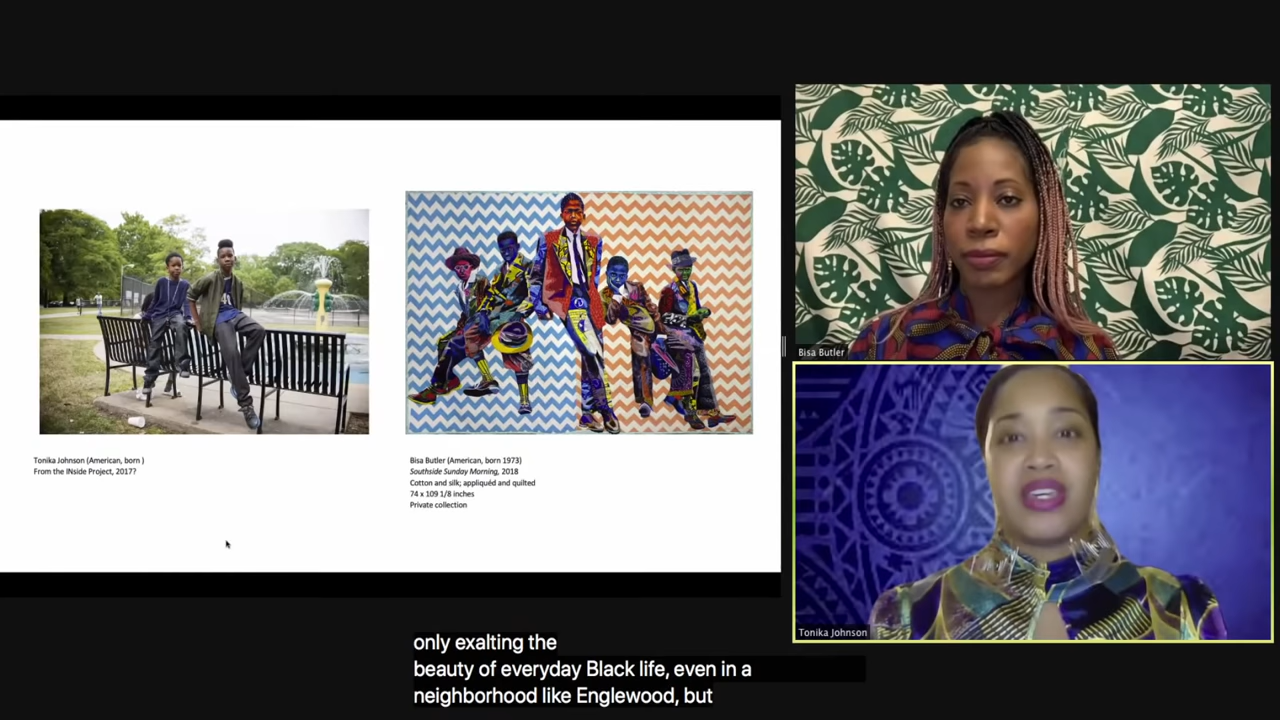 Tonika Johnson (American, born )
From the INside Project, 2017?
Bisa Butler (American, born 1973)
Southside Sunday Morning, 2018
Cotton and silk; appliquéd and quilted
74 x 109 1/8 inches
Private collection
Bisa Butler
Tonika Johnson
only exalting the
beauty of everyday Black life, even in a
neighborhood like Englewood, but